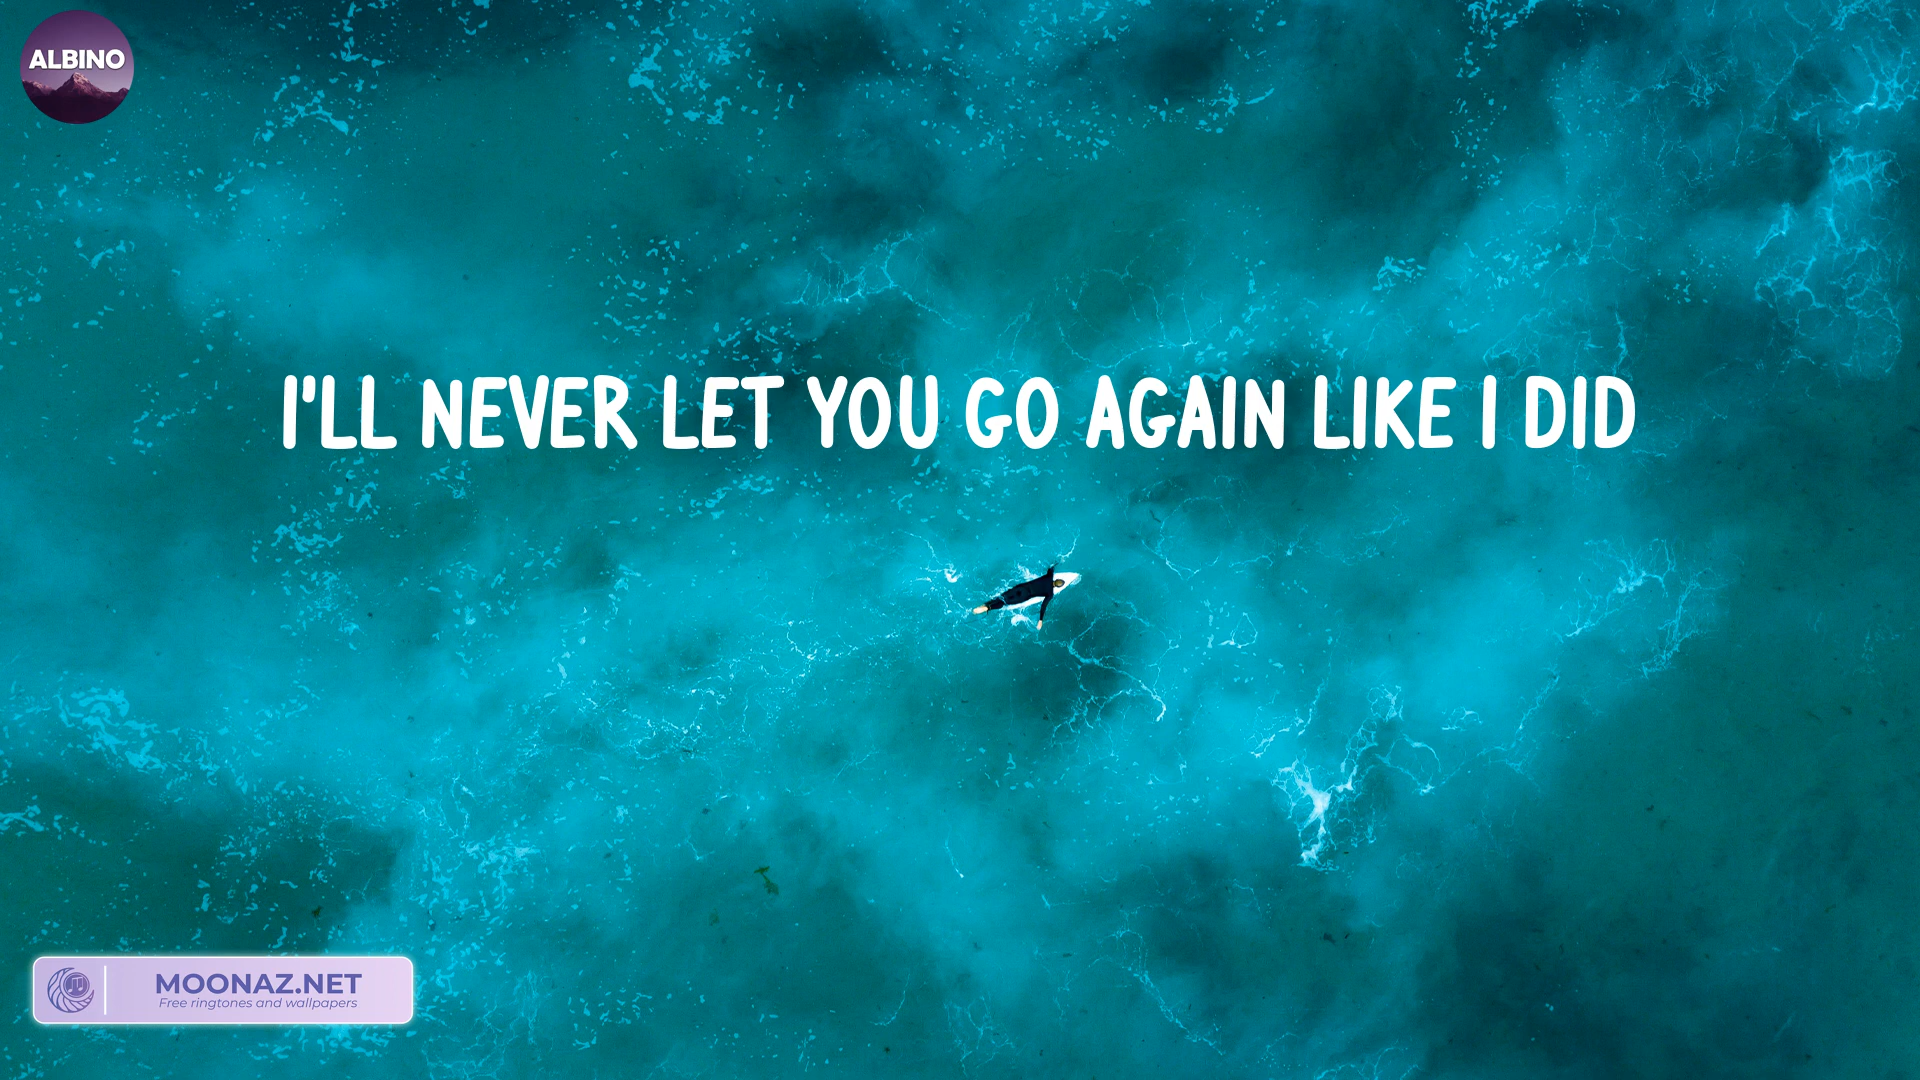 ALBINO
I'LL NEVER LET YOU GO AGAIN LIKE I DID
MOONAZ.NET
Free ringtones and wallpapers